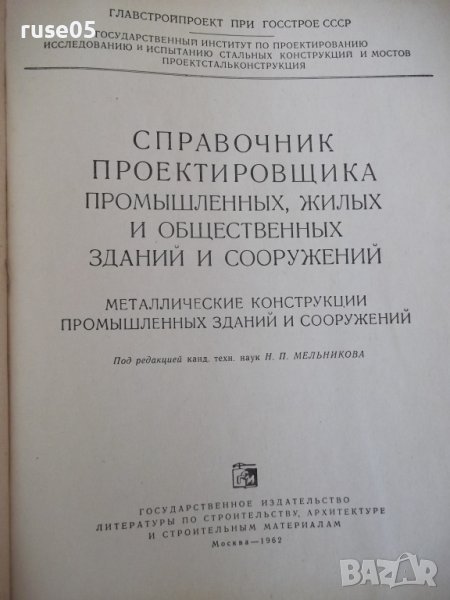 ruse05
ГЛАВСТРОЙПРОЕКТ ПРИ ГОССТРОЕ СССР
ГОСУДАРСТВЕННЫЙ ИНСТИТУТ ПО ПРОЕКТИРОВАНИЮ
ИССЛЕДОВАНИЮ И ИСПЫТАНИЮ СТАЛЬНЫХ КОНСТРУКЦИЙ И МОСТОВ
ПРОЕКТСТАЛЬКОНСТРУКЦИЯ
СПРАВОЧНИК
ПРОЕКТИРОВЩИКА
ПРОМЫШЛЕННЫХ, ЖИЛЫХ
И ОБЩЕСТВЕННЫХ
ЗДАНИЙ И СООРУЖЕНИЙ
МЕТАЛЛИЧЕСКИЕ КОНСТРУКЦИИ
ПРОМЫШЛЕННЫХ ЗДАНИЙ И СООРУЖЕНИЙ
Под редакцией канд. техн. наук Н. П. МЕЛЬНИКОВА
ГОСУДАРСТВЕННОЕ ИЗДАТЕЛЬСТВО
ЛИТЕРАТУРЫ ПО СТРОИТЕЛЬСТВУ, АРХИТЕКТУРЕ
И СТРОИТЕЛЬНЫМ МАТЕРИАЛАМ
Москва—1962
BAZAR